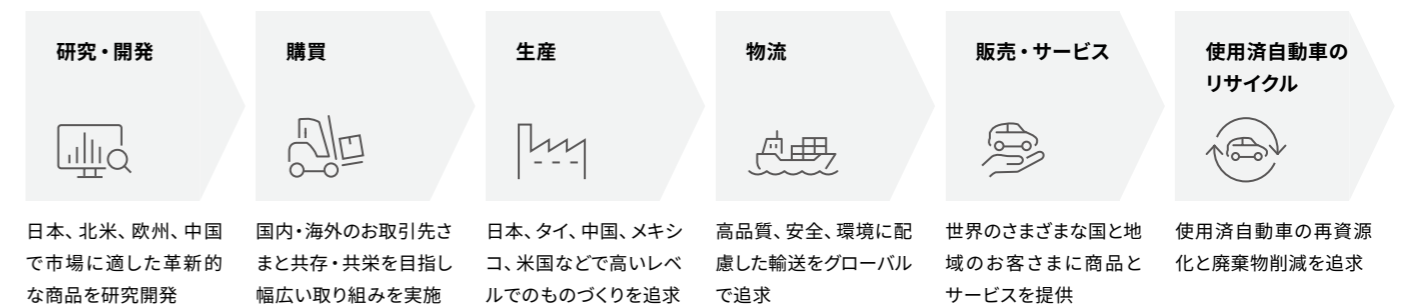 研究・開発
日本、北米、欧州、中国
で市場に適した革新的
な商品を研究開発
購買
国内・海外のお取引先さ
まと共存・共栄を目指し
幅広い取り組みを実施
生産
日本、タイ、中国、メキシ
コ、米国などで高いレベ
ルでのものづくりを追求
物流
高品質、安全、環境に配
慮した輸送をグローバル
で追求
販売・サービス
世界のさまざまな国と地
域のお客さまに商品と
サービスを提供
使用済自動車の
リサイクル
使用済自動車の再資源
化と廃棄物削減を追求